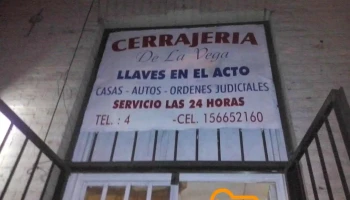 CERRAJERIA
De La Vega
LLAVES EN EL ACTO
CASAS - AUTOS - ORDENES JUDICIALES
SERVICIO LAS 24 HORAS
TEL. : 4 -CEL. 156652160